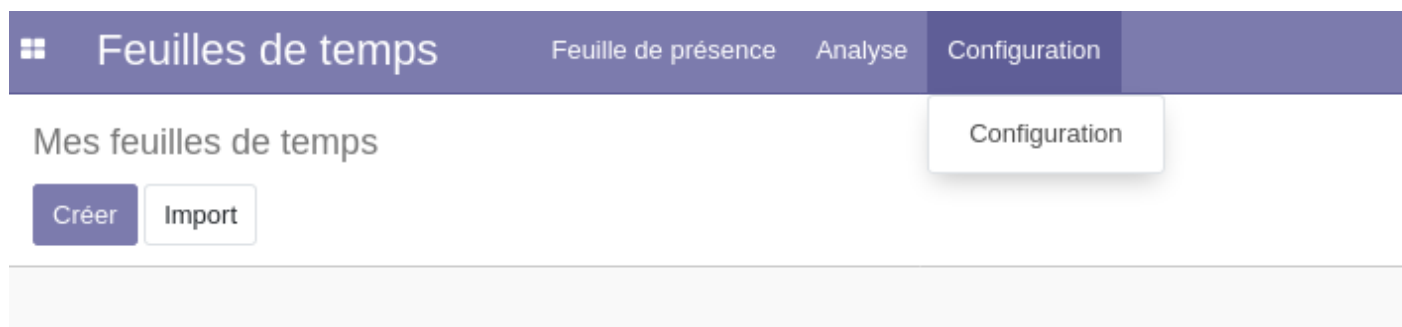 Feuilles de temps Feuille de présence Analyse Configuration
Mes feuilles de temps Configuration
Créer Import